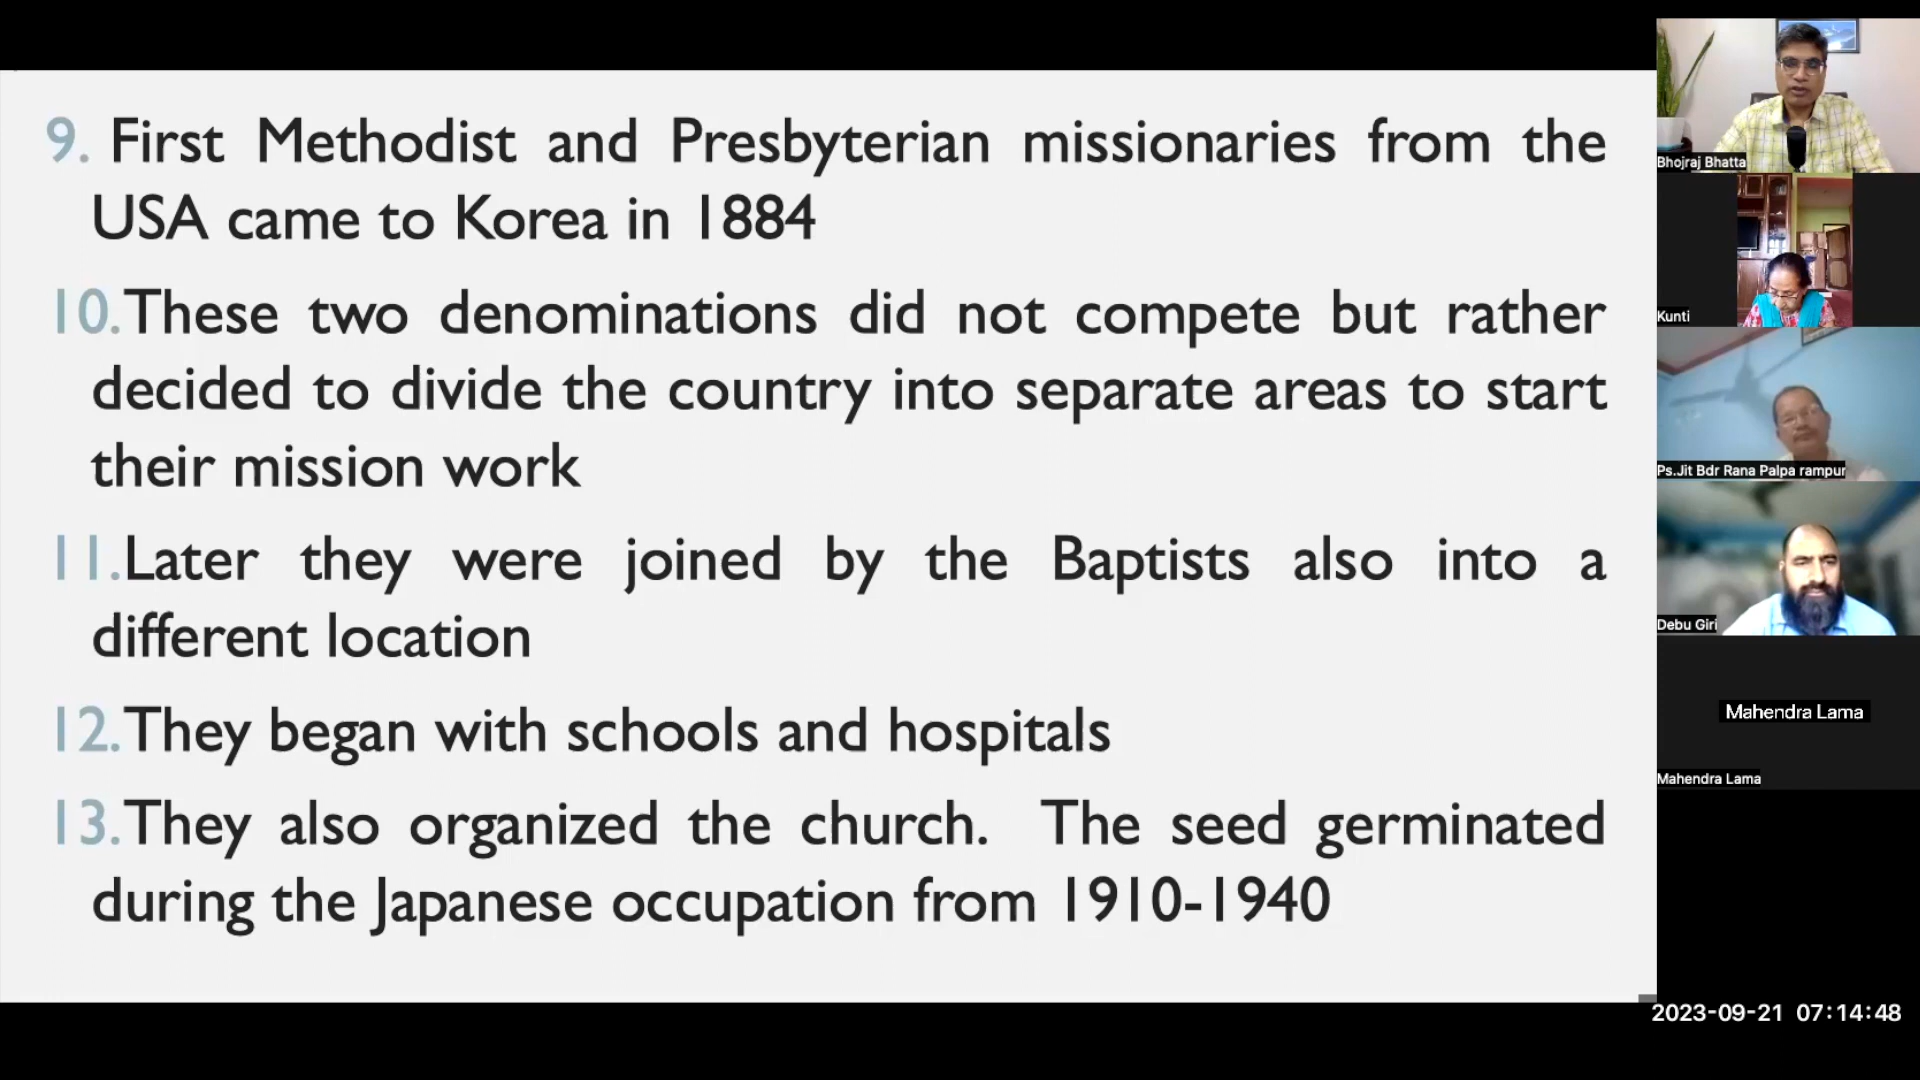 9. First Methodist and Presbyterian missionaries from the
USA came to Korea in 1884
10.These two denominations did not compete but rather
decided to divide the country into separate areas to start
their mission work
11.Later they were joined by the Baptists also into a
different location
12.They began with schools and hospitals
13.They also organized the church. The seed germinated
during the Japanese occupation from 1910-1940
Bhojraj Bhatta
Kunti
Ps.Jit Bdr Rana Palpa rampur
Debu Giri
Mahendra Lama
Mahendra Lama
2023-09-21 07:14:48